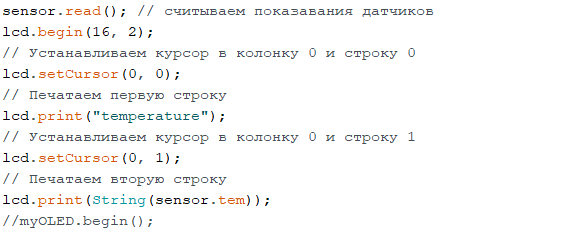 sensor.read(); // считываем показавания датчиков
lcd.begin(16, 2);
// Устанавливаем курсор в колонку 0 и строку 0
lcd.setCursor(0, 0);
// Печатаем первую строку
lcd.print("temperature");
// Устанавливаем курсор в колонку 0 и строку 1
lcd.setCursor(0, 1);
// Печатаем вторую строку
lcd.print(String(sensor.tem));
//myOLED.begin();